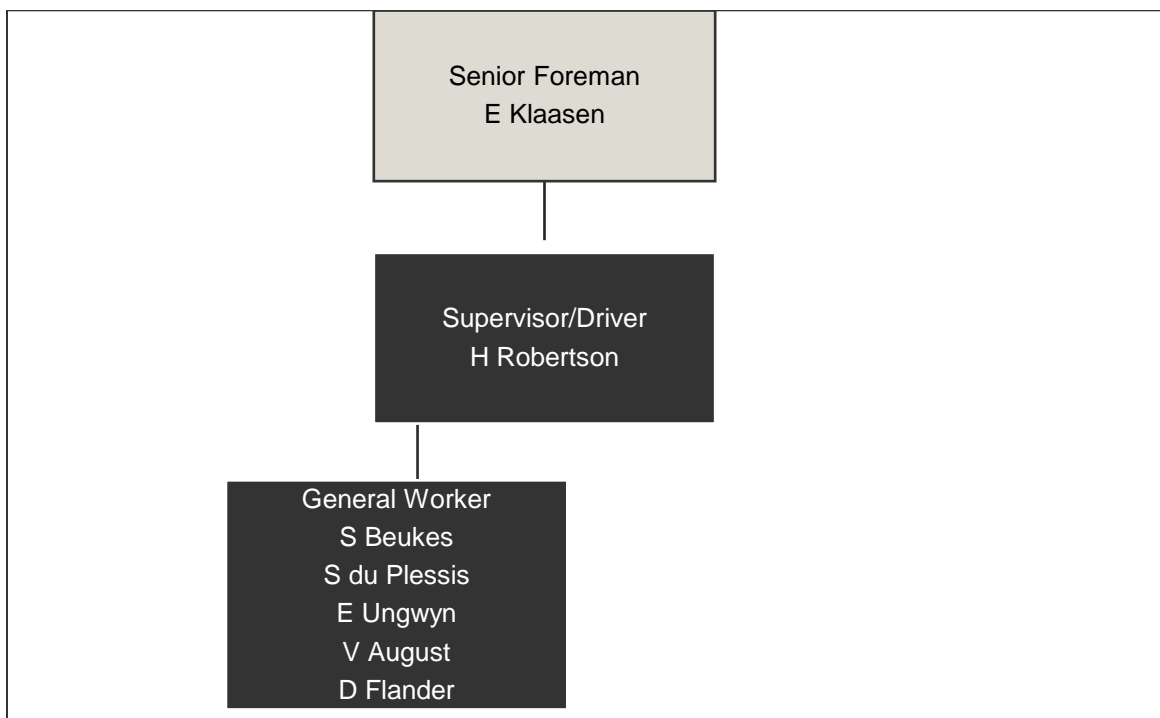 Senior Foreman
E Klaasen
Supervisor/Driver
H Robertson
General Worker
S Beukes
S du Plessis
E Ungwyn
V August
D Flander